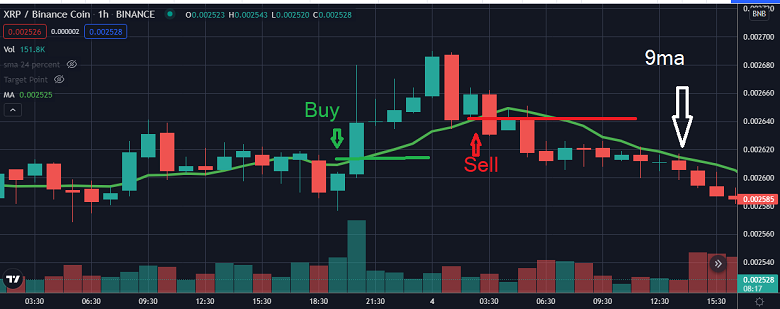 XRP / Binance Coin · 1h · BINANCE O0.002523 H0.002543 L0.002520 C0.002528
0.002526 0.000002 0.002528
Vol 151.8K
sma 24 percent
Target Point
MA 0.002525
Buy
Sell
9ma
BNB
0.002720
0.002700
0.002680
0.002660
0.002640
0.002620
0.002600
0.002585
0.002580
0.002560
0.002540
0.002528
08:17
03:30 06:30 09:30 12:30 15:30 18:30 21:30 4 03:30 06:30 09:30 12:30 15:30